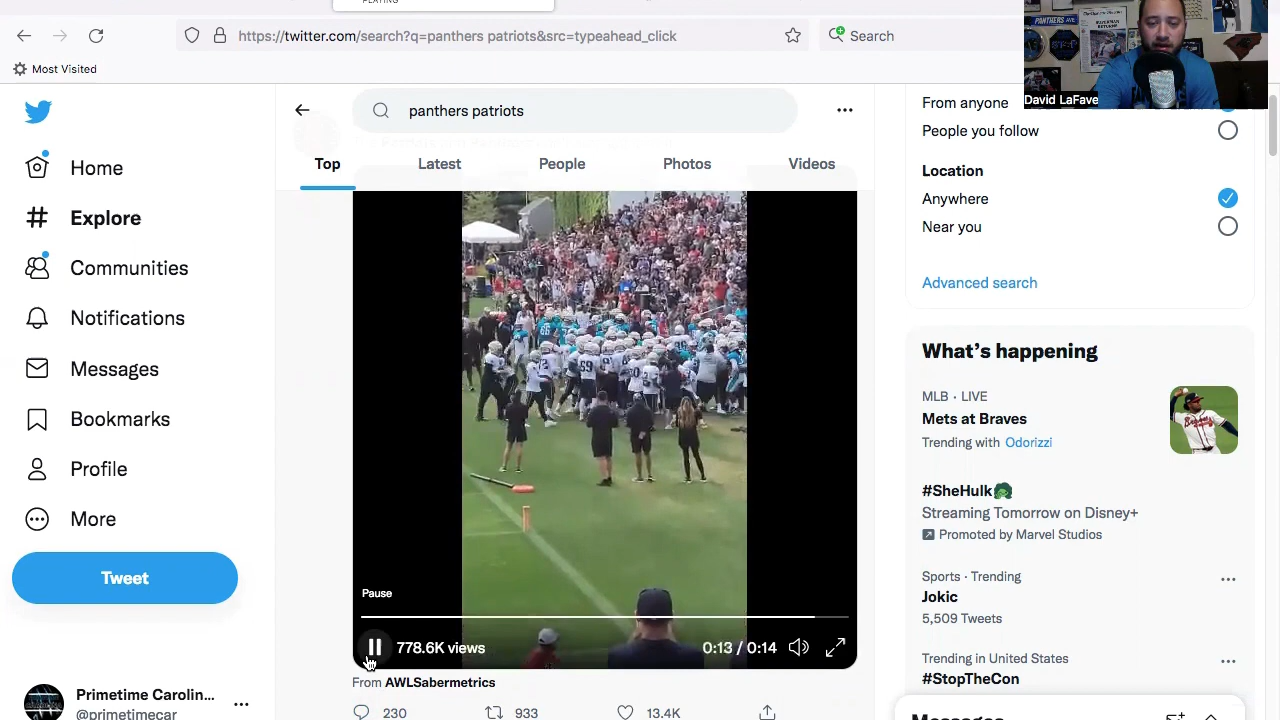 PLAYING
https://twitter.com/search?q=panthers patriots&src=typeahead_click
Search
Most Visited
PANTHERS AVE
David LaFave
panthers patriots
Top
Latest
People
Photos
Videos
Home
Explore
Communities
Notifications
Messages
Bookmarks
Profile
More
Tweet
Primetime Carolin...
@primetimecar
Pause
778.6K views
0:13 / 0:14
From AWLSabermetrics
230
933
13.4K
From anyone
People you follow
Location
Anywhere
Near you
Advanced search
What's happening
MLB · LIVE
Mets at Braves
Trending with Odorizzi
#SheHulk
Streaming Tomorrow on Disney+
Promoted by Marvel Studios
Sports · Trending
Jokic
5,509 Tweets
Trending in United States
#StopTheCon
Messages